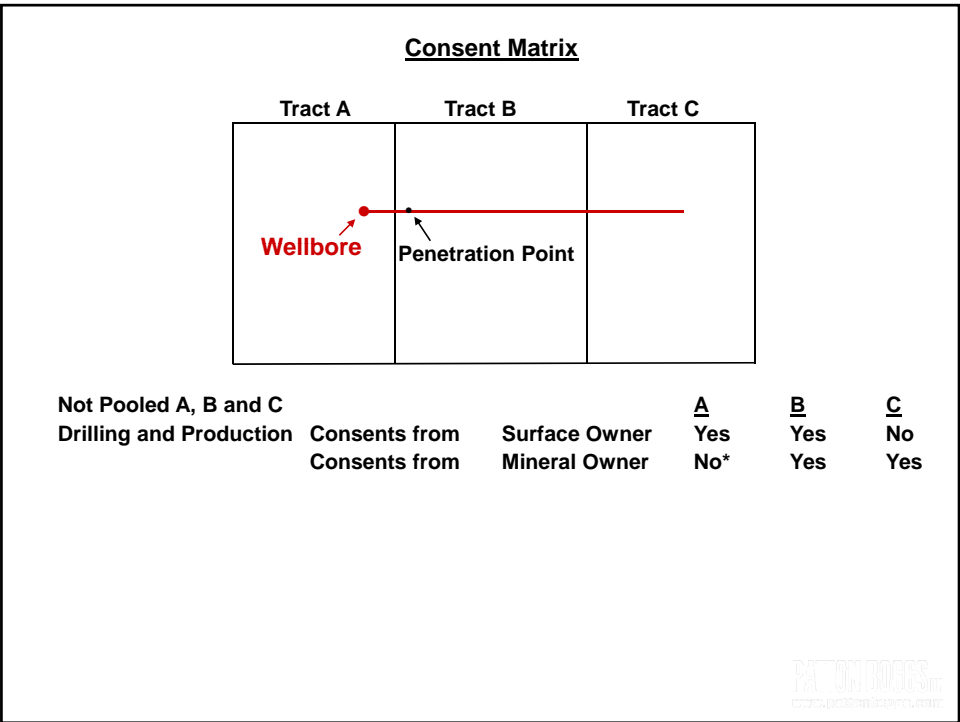 Consent Matrix
Tract A Tract B Tract C
Wellbore
Penetration Point
Not Pooled A, B and C A B C
Drilling and Production Consents from Surface Owner Yes Yes No
Consents from Mineral Owner No* Yes Yes